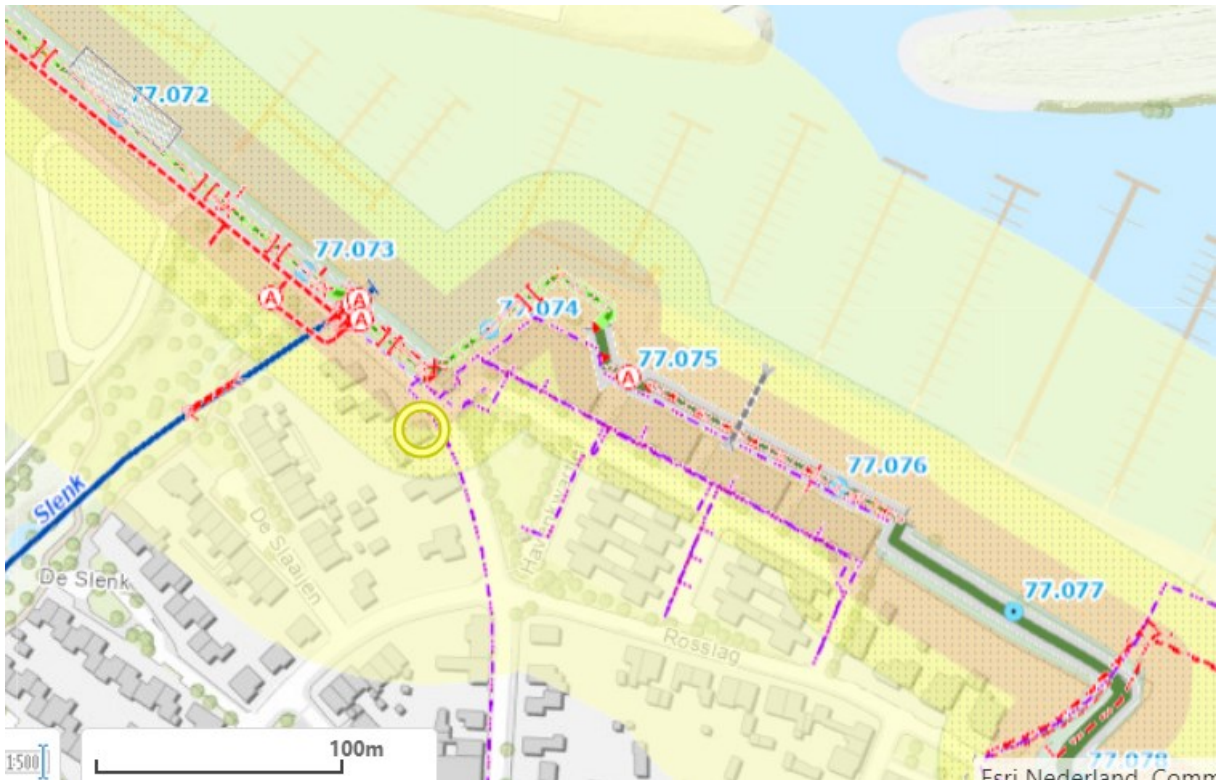 77.072
77.073
A
A
A
77.074
77.075
A
77.076
Slenk
De Slenk
De Slaaien
Rosslag
77.077
77.078
100m
1:500
Esri Nederland, Comm